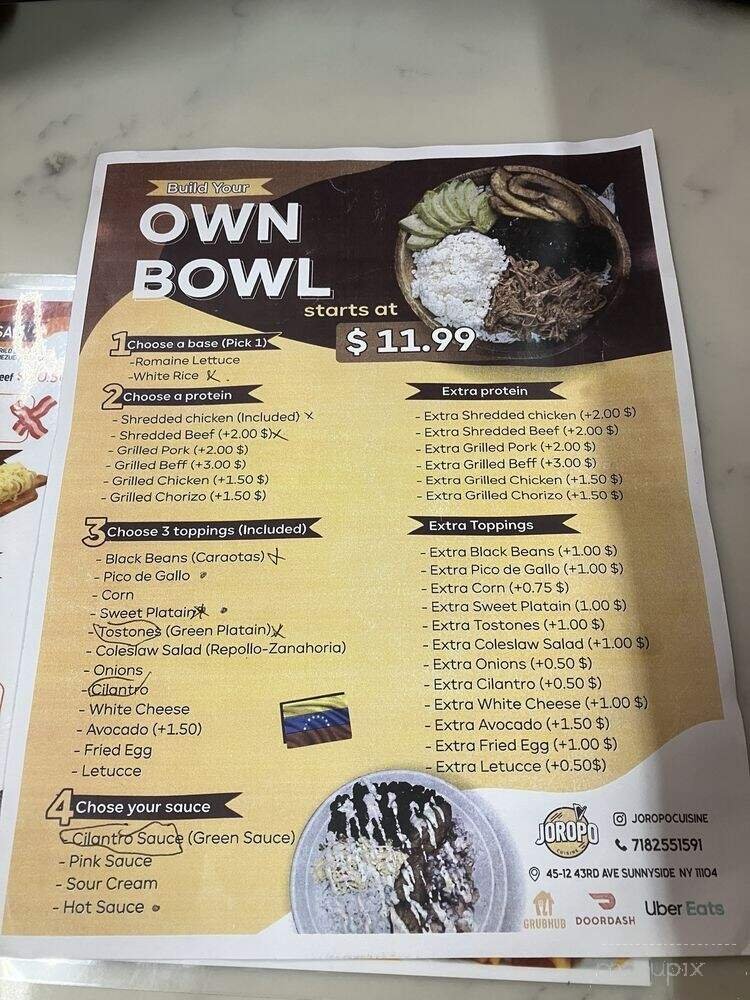 Build Your
OWN
BOWL
starts at
$ 11.99
1 Choose a base (Pick 1)
-Romaine Lettuce
-White Rice
2 Choose a protein
- Shredded chicken (Included)
- Shredded Beef (+2.00 $)
- Grilled Pork (+2.00 $)
- Grilled Beff (+3.00 $)
- Grilled Chicken (+1.50 $)
- Grilled Chorizo (+1.50 $)
Extra protein
- Extra Shredded chicken (+2.00 $)
- Extra Shredded Beef (+2.00 $)
- Extra Grilled Pork (+2.00 $)
- Extra Grilled Beff (+3.00 $)
- Extra Grilled Chicken (+1.50 $)
- Extra Grilled Chorizo (+1.50 $)
3 Choose 3 toppings (Included)
- Black Beans (Caraotas)
- Pico de Gallo
- Corn
- Sweet Platain
- Tostones (Green Platain)
- Coleslaw Salad (Repollo-Zanahoria)
- Onions
- Cilantro
- White Cheese
- Avocado (+1.50)
- Fried Egg
- Letucce
Extra Toppings
- Extra Black Beans (+1.00 $)
- Extra Pico de Gallo (+1.00 $)
- Extra Corn (+0.75 $)
- Extra Sweet Platain (1.00 $)
- Extra Tostones (+1.00 $)
- Extra Coleslaw Salad (+1.00 $)
- Extra Onions (+0.50 $)
- Extra Cilantro (+0.50 $)
- Extra White Cheese (+1.00 $)
- Extra Avocado (+1.50 $)
- Extra Fried Egg (+1.00 $)
- Extra Letucce (+0.50$)
4 Chose your sauce
- Cilantro Sauce (Green Sauce)
- Pink Sauce
- Sour Cream
- Hot Sauce
JOROPO
CUISINE
JOROPOCUISINE
7182551591
45-12 43RD AVE SUNNYSIDE NY 11104
GRUBHUB
DOORDASH
Uber Eats